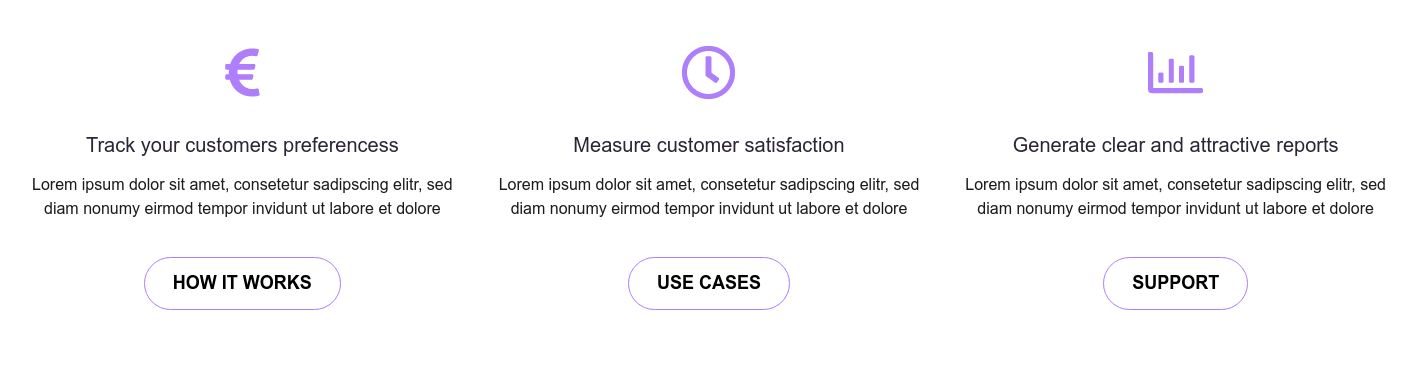 €
Track your customers preferencess
Lorem ipsum dolor sit amet, consetetur sadipscing elitr, sed
diam nonumy eirmod tempor invidunt ut labore et dolore
HOW IT WORKS
Measure customer satisfaction
Lorem ipsum dolor sit amet, consetetur sadipscing elitr, sed
diam nonumy eirmod tempor invidunt ut labore et dolore
USE CASES
Generate clear and attractive reports
Lorem ipsum dolor sit amet, consetetur sadipscing elitr, sed
diam nonumy eirmod tempor invidunt ut labore et dolore
SUPPORT